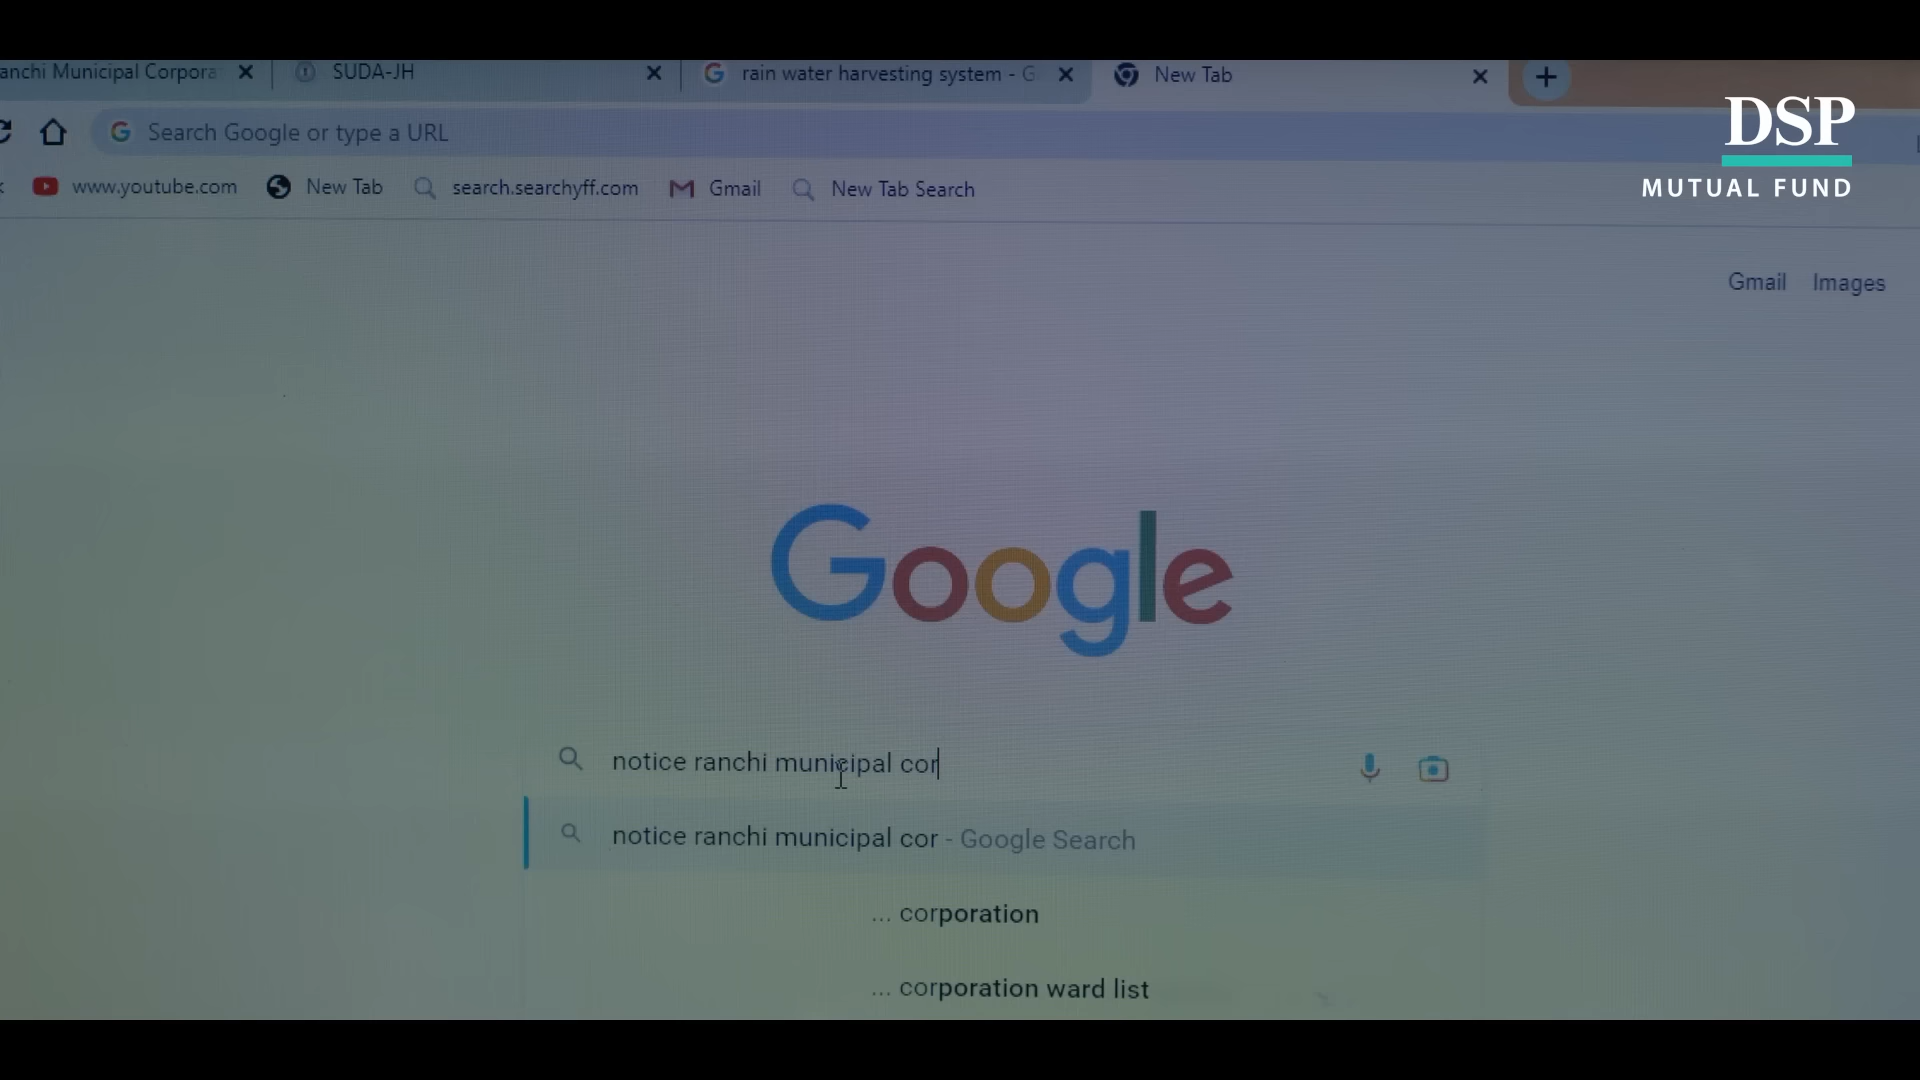 anchi Municipal Corpora
SUDA-JH
rain water harvesting system - G
New Tab
Search Google or type a URL
www.youtube.com
New Tab
search.searchyff.com
Gmail
New Tab Search
DSP
MUTUAL FUND
Gmail
Images
Google
notice ranchi municipal cor
notice ranchi municipal cor - Google Search
... corporation
... corporation ward list